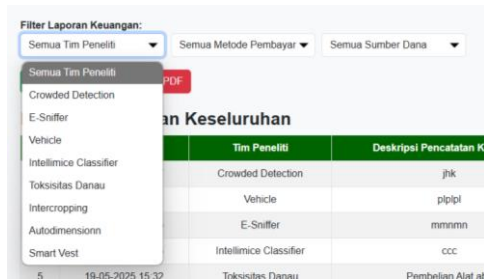 Filter Laporan Keuangan:
Semua Tim Peneliti Semua Metode Pembayar Semua Sumber Dana
Semua Tim Peneliti
PDF
Crowded Detection
E-Sniffer
an Keseluruhan
Vehicle
Tim Peneliti Deskripsi Pencatatan K
Intellimice Classifier
Crowded Detection jhk
Toksisitas Danau
Vehicle plplpl
Intercropping
Autodimensionn
E-Sniffer mmnmn
Smart Vest
Intellimice Classifier ccc
5 19-05-2025 15:32 Toksisitas Danau Pembelian Alat ab